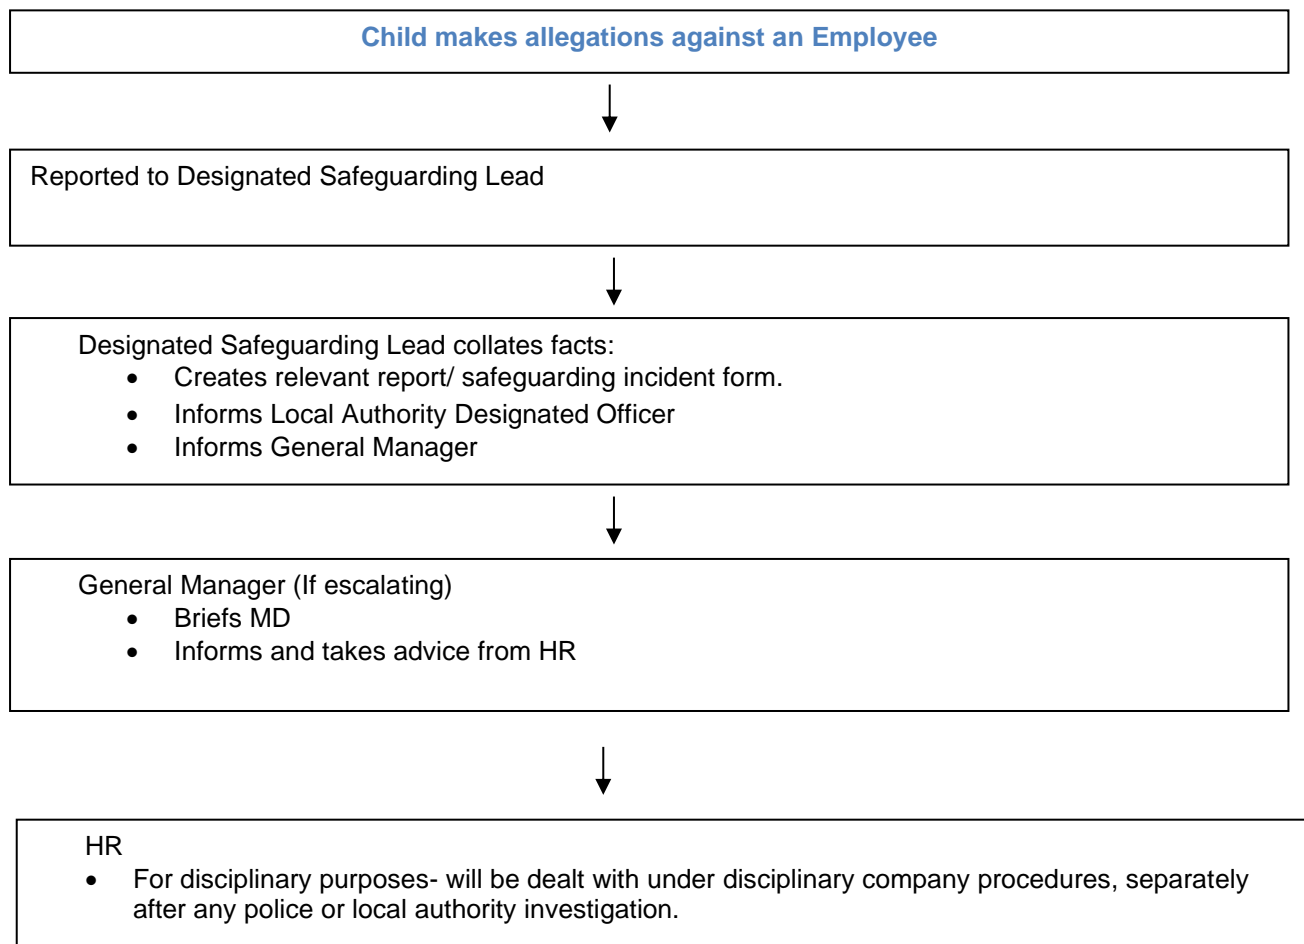 Child makes allegations against an Employee
Reported to Designated Safeguarding Lead
Designated Safeguarding Lead collates facts:
• Creates relevant report/ safeguarding incident form.
• Informs Local Authority Designated Officer
• Informs General Manager
General Manager (If escalating)
• Briefs MD
• Informs and takes advice from HR
HR
• For disciplinary purposes- will be dealt with under disciplinary company procedures, separately
after any police or local authority investigation.